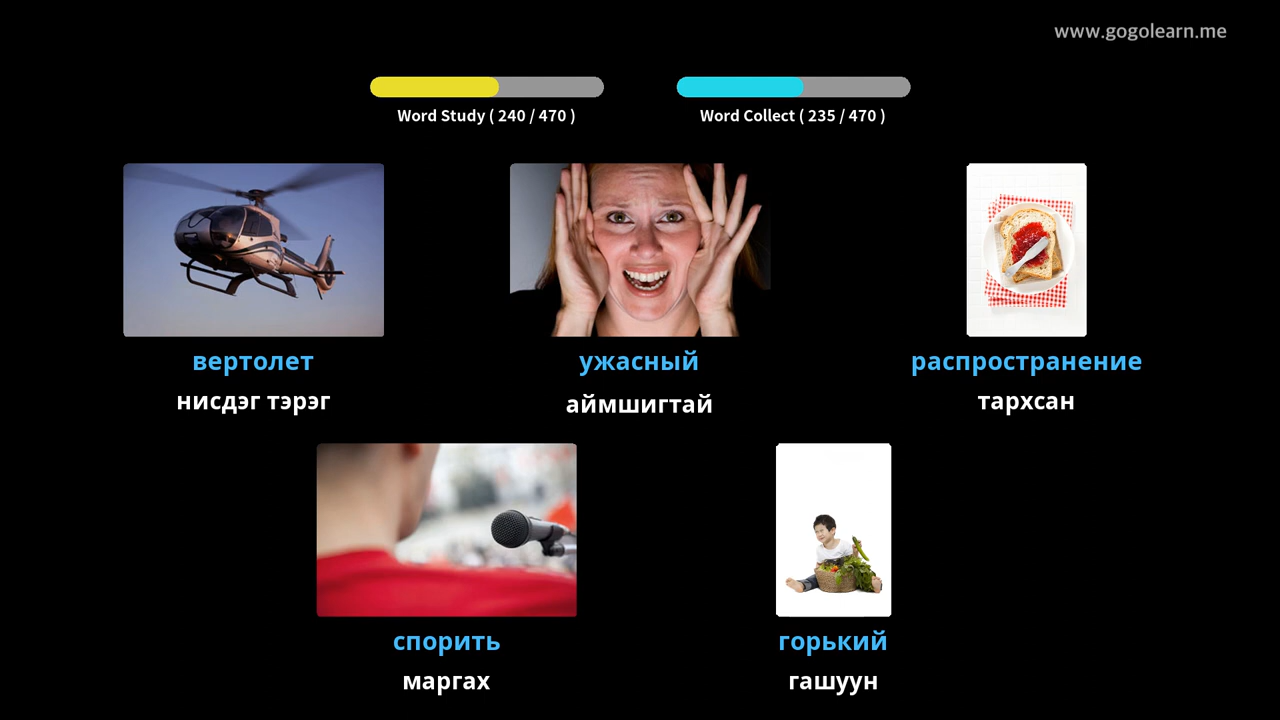 www.gogolearn.me
Word Study ( 240 / 470 )
Word Collect ( 235 / 470 )
вертолет
ужасный
распространение
нисдэг тэрэг
аймшигтай
тархсан
спорить
горький
маргах
гашуун